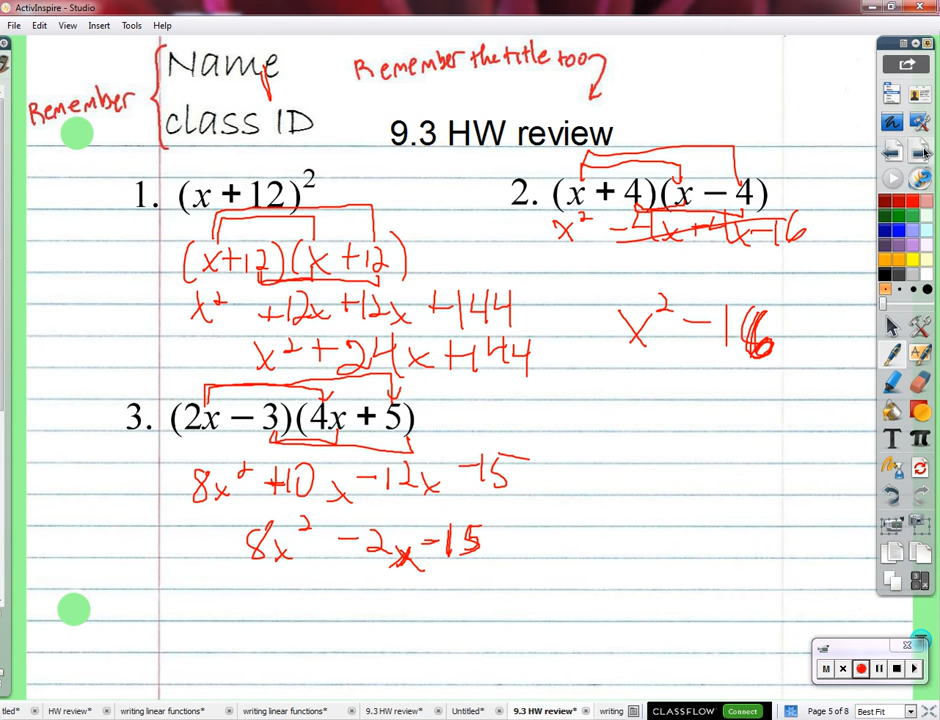 ActivInspire - Studio
File Edit View Insert Tools Help
Name
Remember the title too
Remember
class ID
9.3 HW review
1. (x + 12)²
2. (x + 4)(x − 4)
x² −4x+4x−16
(x+12)(x+12)
x² +12x+12x +144
x² −16
x² + 24x+144
3. (2x − 3)(4x + 5)
8x² +10x −12x −15
8x² −2x −15
M
tled* HW review* writing linear functions* writing linear functions* 9.3 HW review* Untitled* 9.3 HW review* writing CLASSFLOW Connect Page 5 of 8 Best Fit